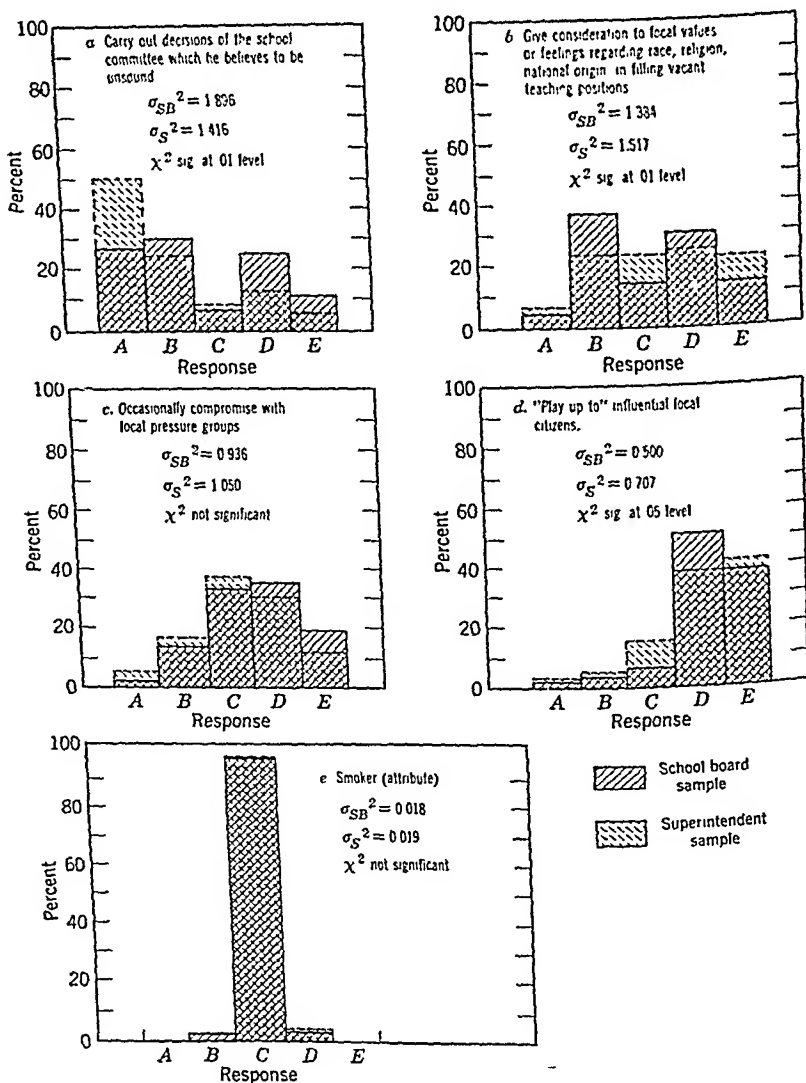 a Carry out decisions of the school
committee which he believes to be
unsound
σSB² = 1 896
σS² = 1 416
χ² sig at 01 level
100
80
60
40
20
0
Percent
A B C D E
Response
b Give consideration to local values
or feelings regarding race, religion,
national origin in filling vacant
teaching positions
σSB² = 1 384
σS² = 1.517
χ² sig at 01 level
100
80
60
40
20
0
Percent
A B C D E
Response
c. Occasionally compromise with
local pressure groups
σSB² = 0 936
σS² = 1 050
χ² not significant
100
80
60
40
20
0
Percent
A B C D E
Response
d. "Play up to" influential local
citizens.
σSB² = 0 500
σS² = 0 707
χ² sig at 05 level
100
80
60
40
20
0
Percent
A B C D E
Response
e Smoker (attribute)
σSB² = 0 018
σS² = 0 019
χ² not significant
100
80
60
40
20
0
Percent
A B C D E
Response
School board
sample
Superintendent
sample